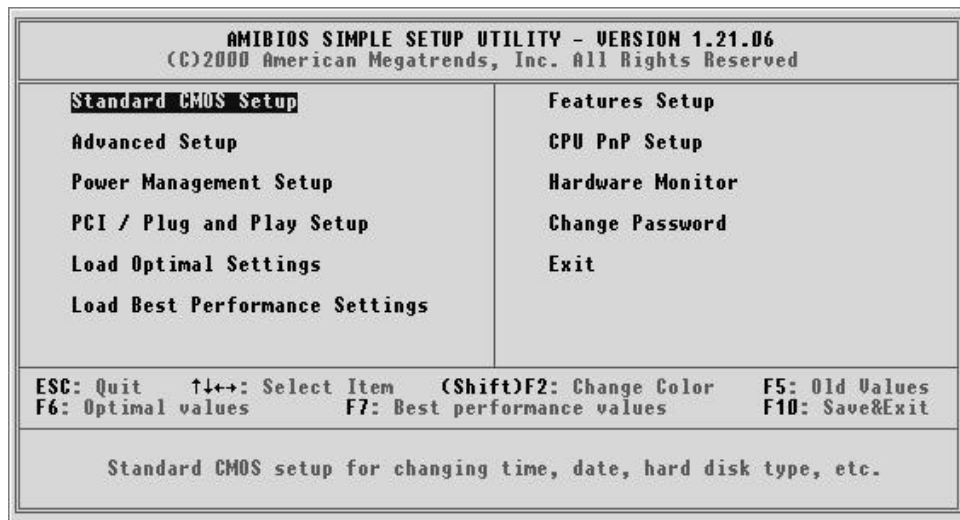 AMIBIOS SIMPLE SETUP UTILITY - VERSION 1.21.06
(C)2000 American Megatrends, Inc. All Rights Reserved
Standard CMOS Setup
Advanced Setup
Power Management Setup
PCI / Plug and Play Setup
Load Optimal Settings
Load Best Performance Settings
Features Setup
CPU PnP Setup
Hardware Monitor
Change Password
Exit
ESC: Quit ↑↓←→: Select Item (Shift)F2: Change Color F5: Old Values
F6: Optimal values F7: Best performance values F10: Save&Exit
Standard CMOS setup for changing time, date, hard disk type, etc.